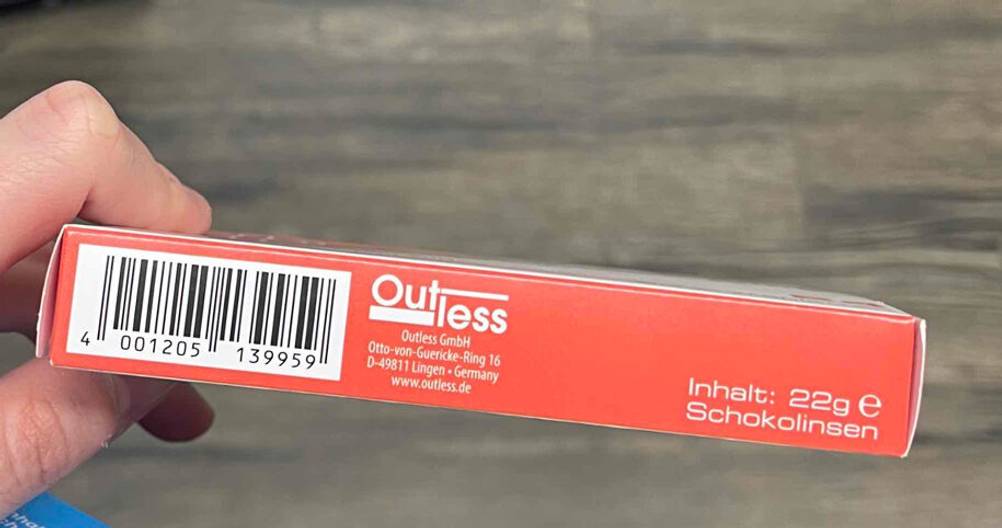 4 001205 139959
Outless
Outless GmbH
Otto-von-Guericke-Ring 16
D-49811 Lingen • Germany
www.outless.de
Inhalt: 22g ℮
Schokolinsen